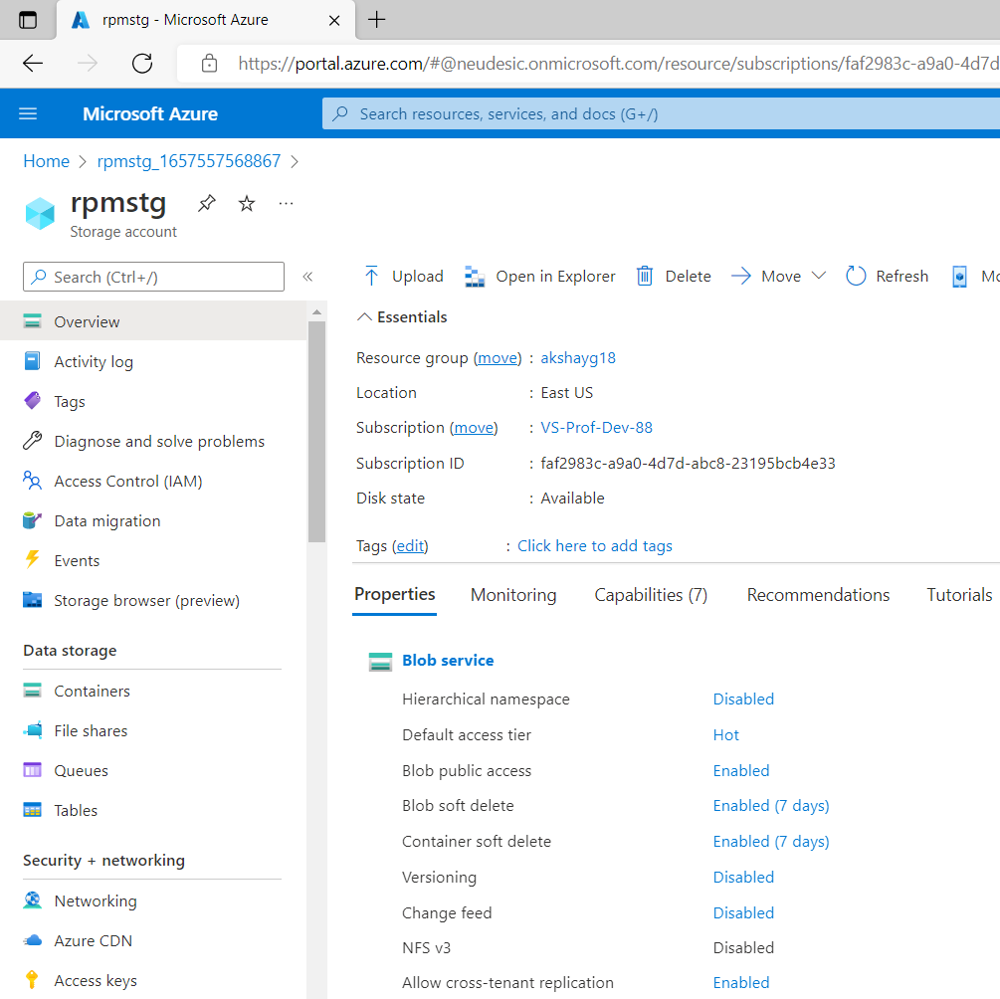 rpmstg - Microsoft Azure
https://portal.azure.com/#@neudesic.onmicrosoft.com/resource/subscriptions/faf2983c-a9a0-4d7d
Microsoft Azure
Search resources, services, and docs (G+/)
Home > rpmstg_1657557568867 >
rpmstg
...
Storage account
Search (Ctrl+/)
«
Overview
Activity log
Tags
Diagnose and solve problems
Access Control (IAM)
Data migration
Events
Storage browser (preview)
Data storage
Containers
File shares
Queues
Tables
Security + networking
Networking
Azure CDN
Access keys
Upload Open in Explorer Delete Move Refresh
Essentials
Resource group (move) : akshayg18
Location : East US
Subscription (move) : VS-Prof-Dev-88
Subscription ID : faf2983c-a9a0-4d7d-abc8-23195bcb4e33
Disk state : Available
Tags (edit) : Click here to add tags
Properties Monitoring Capabilities (7) Recommendations Tutorials
Blob service
Hierarchical namespace Disabled
Default access tier Hot
Blob public access Enabled
Blob soft delete Enabled (7 days)
Container soft delete Enabled (7 days)
Versioning Disabled
Change feed Disabled
NFS v3 Disabled
Allow cross-tenant replication Enabled